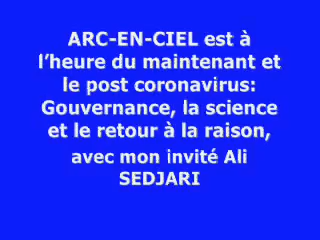 ARC-EN-CIEL est à
l’heure du maintenant et
le post coronavirus:
Gouvernance, la science
et le retour à la raison,
avec mon invité Ali
SEDJARI